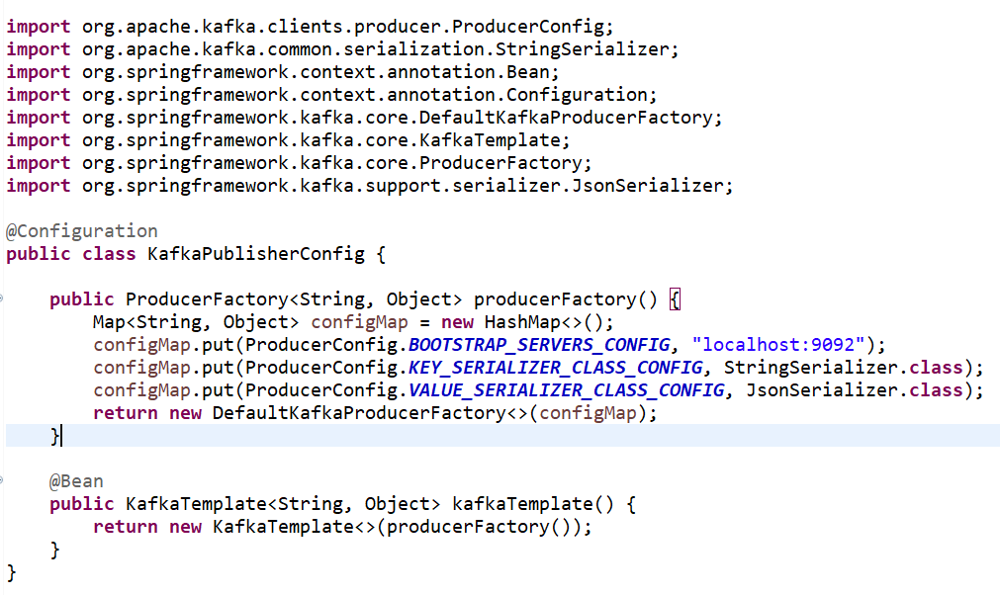 import org.apache.kafka.clients.producer.ProducerConfig;
import org.apache.kafka.common.serialization.StringSerializer;
import org.springframework.context.annotation.Bean;
import org.springframework.context.annotation.Configuration;
import org.springframework.kafka.core.DefaultKafkaProducerFactory;
import org.springframework.kafka.core.KafkaTemplate;
import org.springframework.kafka.core.ProducerFactory;
import org.springframework.kafka.support.serializer.JsonSerializer;

@Configuration
public class KafkaPublisherConfig {

    public ProducerFactory<String, Object> producerFactory() {
        Map<String, Object> configMap = new HashMap<>();
        configMap.put(ProducerConfig.BOOTSTRAP_SERVERS_CONFIG, "localhost:9092");
        configMap.put(ProducerConfig.KEY_SERIALIZER_CLASS_CONFIG, StringSerializer.class);
        configMap.put(ProducerConfig.VALUE_SERIALIZER_CLASS_CONFIG, JsonSerializer.class);
        return new DefaultKafkaProducerFactory<>(configMap);
    }

    @Bean
    public KafkaTemplate<String, Object> kafkaTemplate() {
        return new KafkaTemplate<>(producerFactory());
    }
}